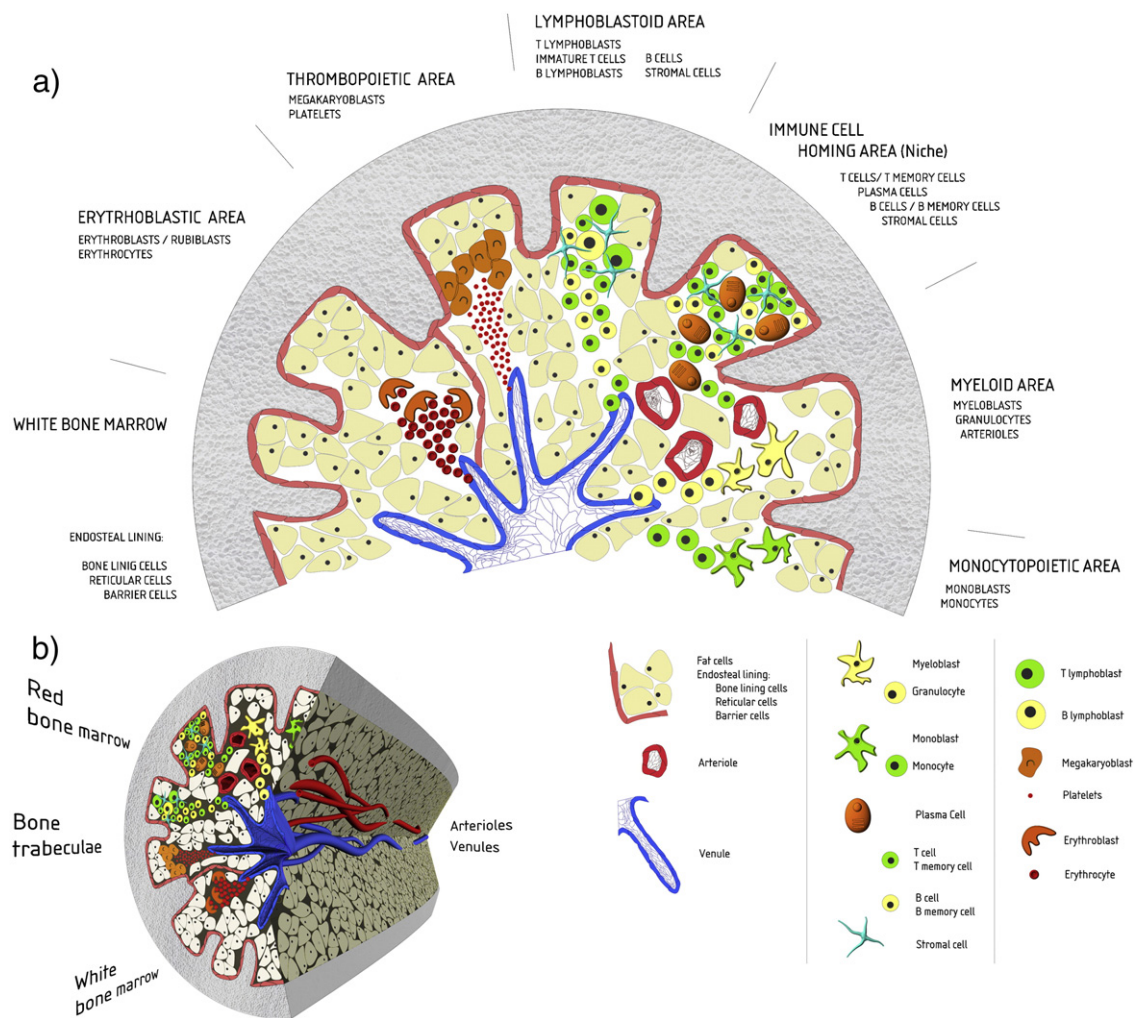 a)
LYMPHOBLASTOID AREA
T LYMPHOBLASTS
IMMATURE T CELLS B CELLS
B LYMPHOBLASTS STROMAL CELLS
THROMBOPOIETIC AREA
MEGAKARYOBLASTS
PLATELETS
IMMUNE CELL
HOMING AREA (Niche)
T CELLS/ T MEMORY CELLS
PLASMA CELLS
B CELLS / B MEMORY CELLS
STROMAL CELLS
ERYTRHOBLASTIC AREA
ERYTHROBLASTS / RUBIBLASTS
ERYTHROCYTES
MYELOID AREA
MYELOBLASTS
GRANULOCYTES
ARTERIOLES
WHITE BONE MARROW
ENDOSTEAL LINING:
BONE LINIG CELLS
RETICULAR CELLS
BARRIER CELLS
MONOCYTOPOIETIC AREA
MONOBLASTS
MONOCYTES
b)
Red
bone marrow
Bone
trabeculae
White
bone marrow
Arterioles
Venules
Fat cells
Endosteal lining:
Bone lining cells
Reticular cells
Barrier cells
Arteriole
Venule
Myeloblast
Granulocyte
Monoblast
Monocyte
Plasma Cell
T cell
T memory cell
B cell
B memory cell
Stromal cell
T lymphoblast
B lymphoblast
Megakaryoblast
Platelets
Erythroblast
Erythrocyte